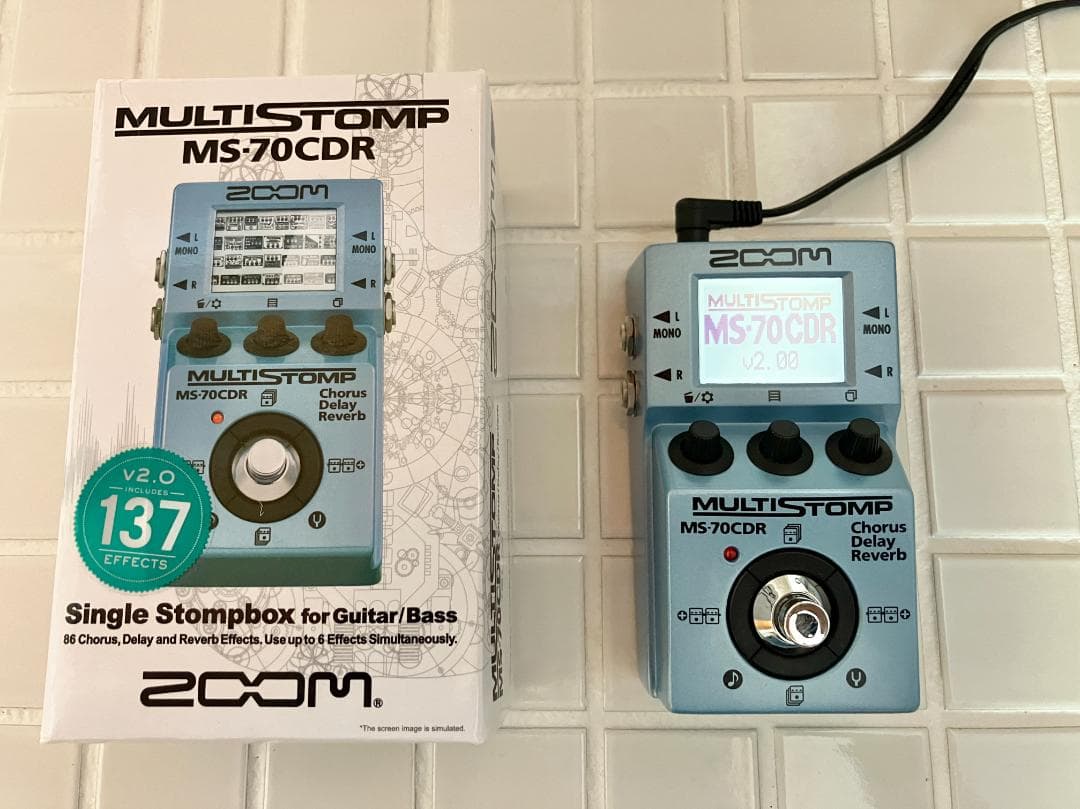 MULTISTOMP
MS-70CDR
ZOOM
L
MONO
R
L
MONO
R
MULTISTOMP
MS-70CDR
Chorus
Delay
Reverb
v2.0
INCLUDES
137
EFFECTS
Single Stompbox for Guitar/Bass
86 Chorus, Delay and Reverb Effects. Use up to 6 Effects Simultaneously.
ZOOM®
*The screen image is simulated.
ZOOM
MULTISTOMP
MS-70CDR
v2.00
L
MONO
R
L
MONO
R
MULTISTOMP
MS-70CDR
Chorus
Delay
Reverb